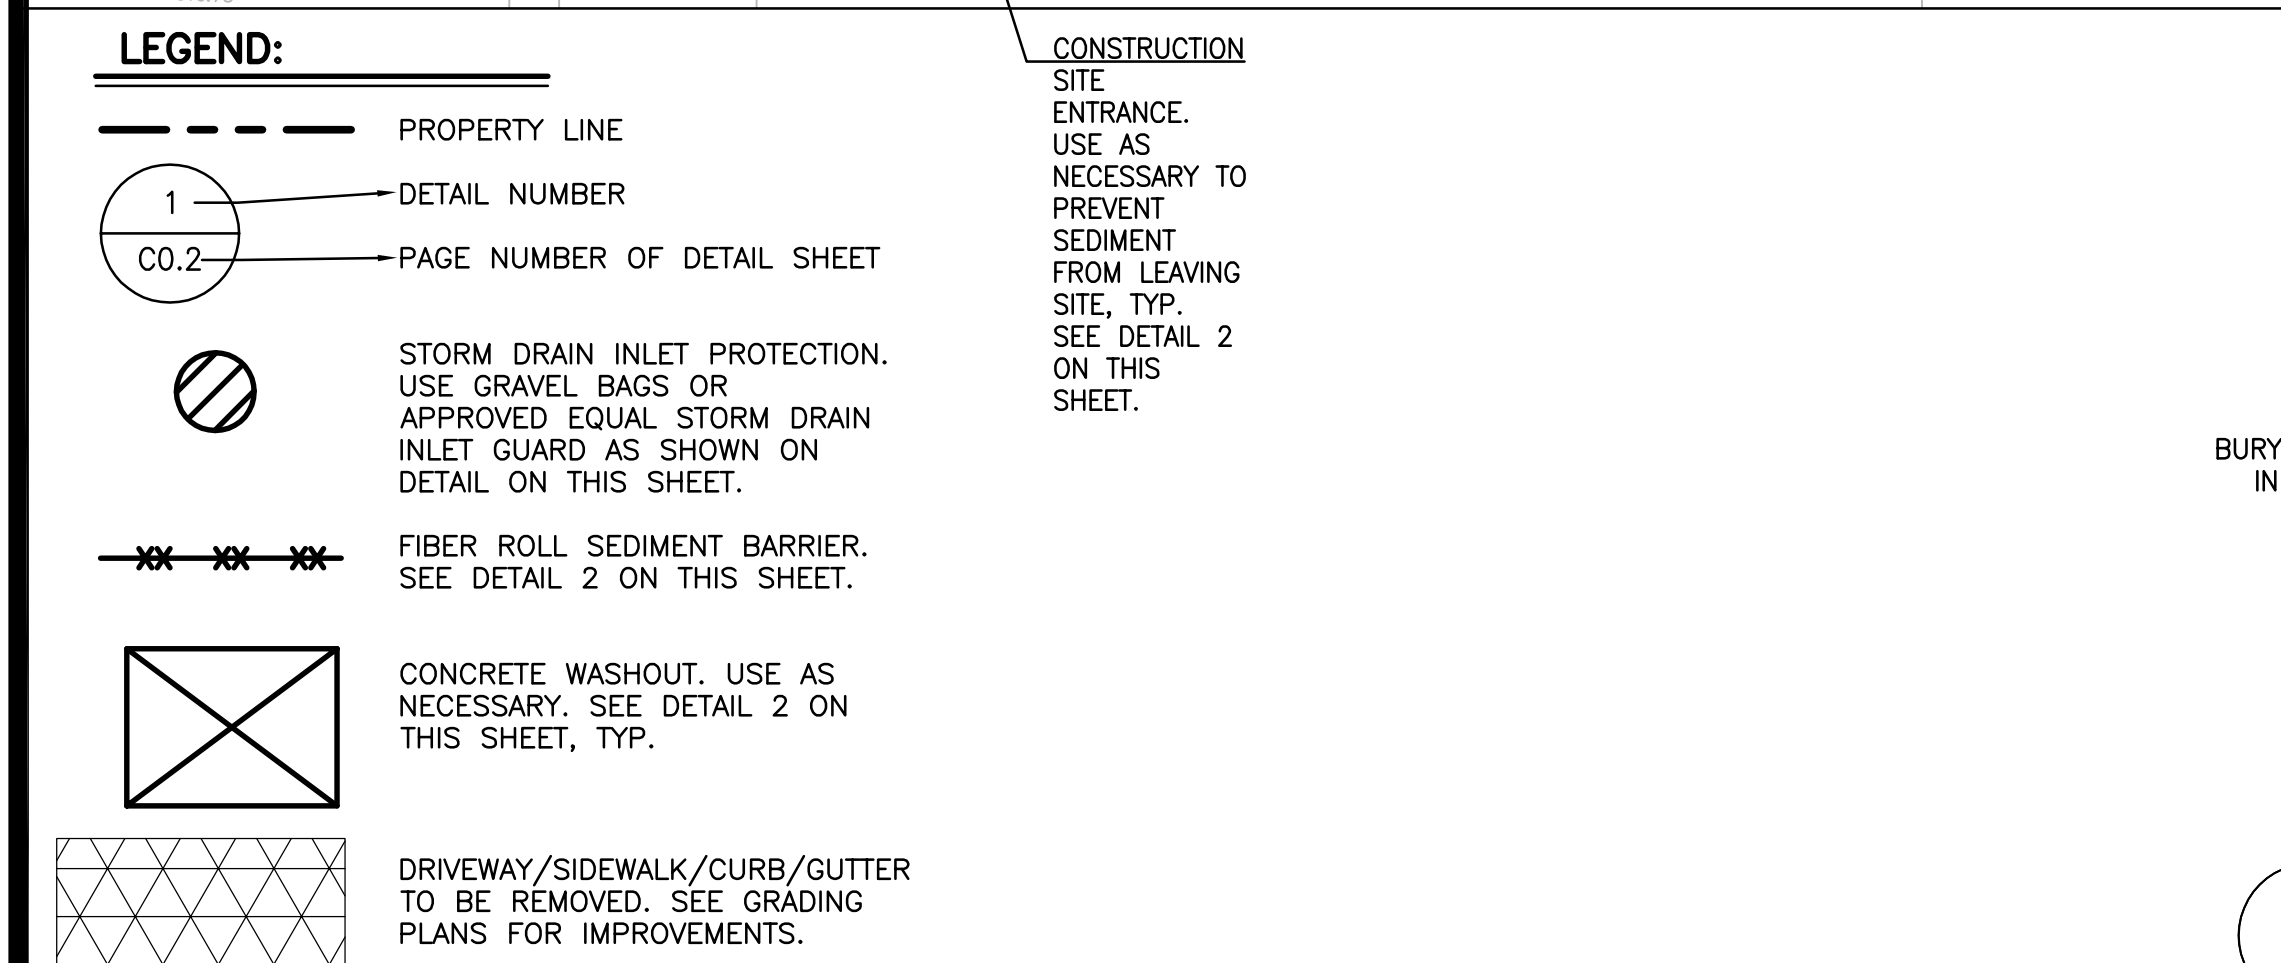 LEGEND:
PROPERTY LINE
1
DETAIL NUMBER
C0.2
PAGE NUMBER OF DETAIL SHEET
STORM DRAIN INLET PROTECTION.
USE GRAVEL BAGS OR
APPROVED EQUAL STORM DRAIN
INLET GUARD AS SHOWN ON
DETAIL ON THIS SHEET.
FIBER ROLL SEDIMENT BARRIER.
SEE DETAIL 2 ON THIS SHEET.
CONCRETE WASHOUT. USE AS
NECESSARY. SEE DETAIL 2 ON
THIS SHEET, TYP.
DRIVEWAY/SIDEWALK/CURB/GUTTER
TO BE REMOVED. SEE GRADING
PLANS FOR IMPROVEMENTS.
CONSTRUCTION
SITE
ENTRANCE.
USE AS
NECESSARY TO
PREVENT
SEDIMENT
FROM LEAVING
SITE, TYP.
SEE DETAIL 2
ON THIS
SHEET.
BURY
IN